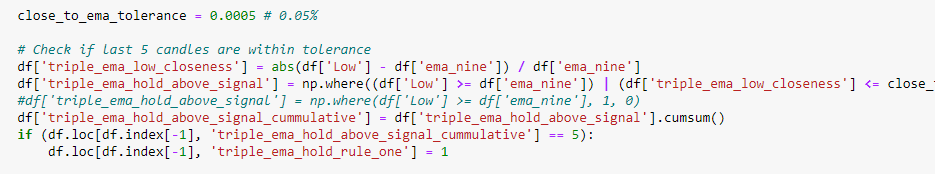 close_to_ema_tolerance = 0.0005 # 0.05%
# Check if last 5 candles are within tolerance
df['triple_ema_low_closeness'] = abs(df['Low'] - df['ema_nine']) / df['ema_nine']
df['triple_ema_hold_above_signal'] = np.where((df['Low'] >= df['ema_nine']) | (df['triple_ema_low_closeness'] <= close_
#df['triple_ema_hold_above_signal'] = np.where(df['Low'] >= df['ema_nine'], 1, 0)
df['triple_ema_hold_above_signal_cummulative'] = df['triple_ema_hold_above_signal'].cumsum()
if (df.loc[df.index[-1], 'triple_ema_hold_above_signal_cummulative'] == 5):
    df.loc[df.index[-1], 'triple_ema_hold_rule_one'] = 1